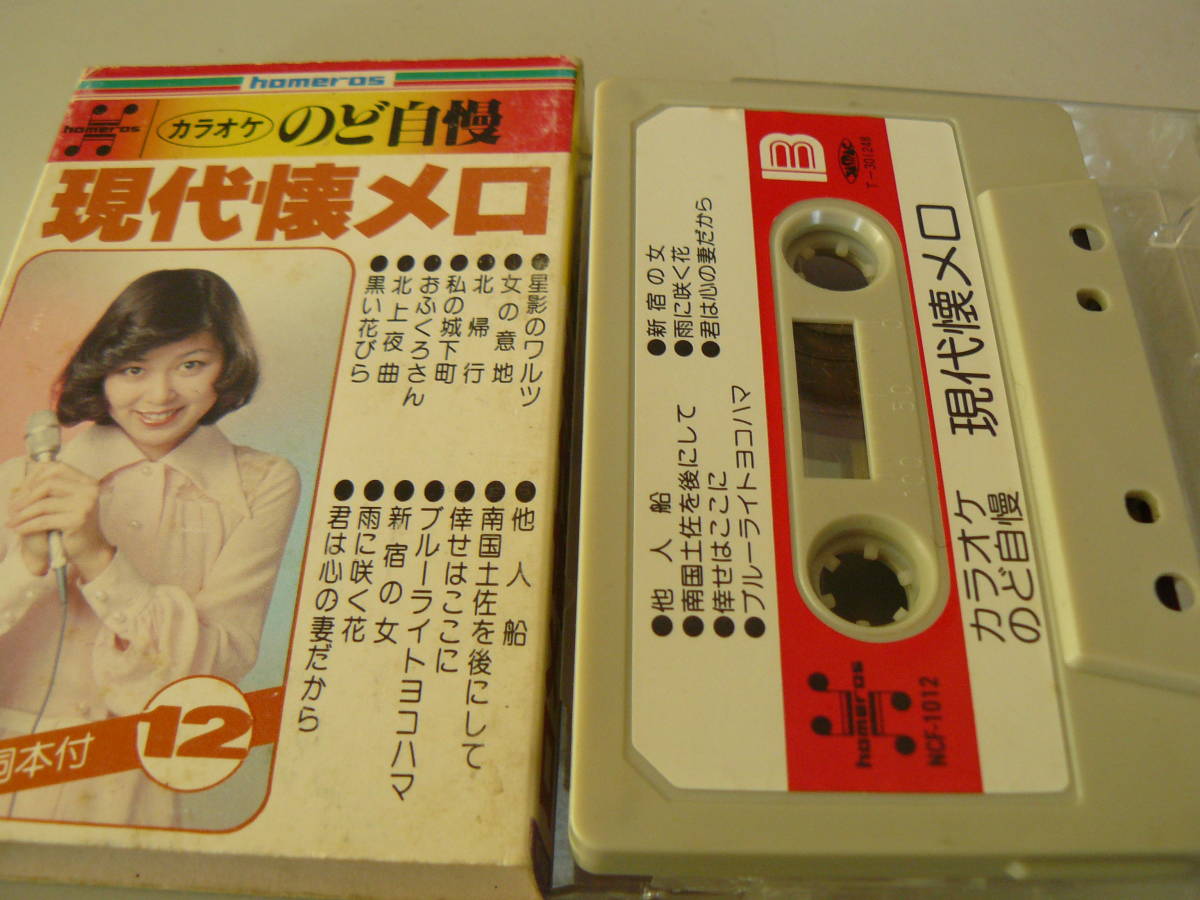 homeros
homeros
カラオケ
のど自慢
現代懐メロ
●星影のワルツ
●女の意地
●北帰行
●私の城下町
●おふくろさん
●北上夜曲
●黒い花びら
●他人船
●南国土佐を後にして
●倖せはここに
●ブルーライトヨコハマ
●新宿の女
●雨に咲く花
●君は心の妻だから
詞本付
12
B
T-301248
●他人船
●南国土佐を後にして
●倖せはここに
●ブルーライトヨコハマ
●新宿の女
●雨に咲く花
●君は心の妻だから
カラオケ
のど自慢
現代懐メロ
homeros
NCF-1012